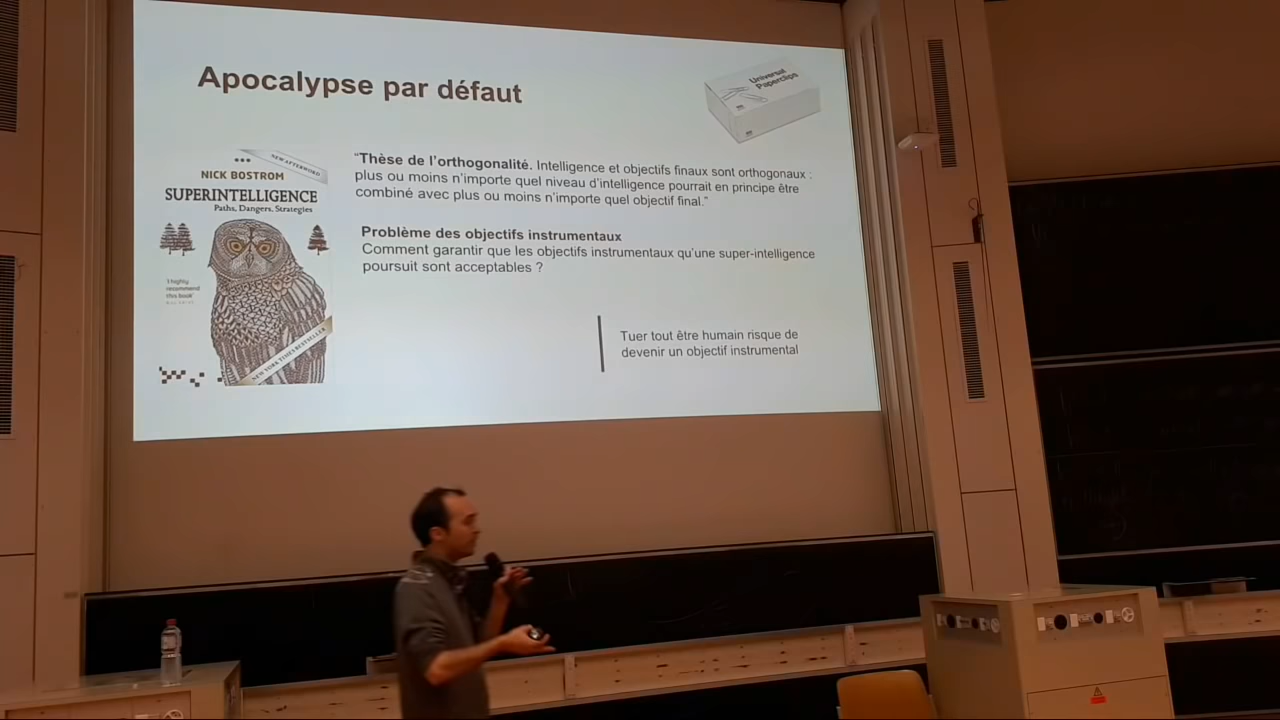 Apocalypse par défaut
Universal
Paperclips
NEW AFTERWORD
NICK BOSTROM
SUPERINTELLIGENCE
Paths, Dangers, Strategies
'I highly
recommend
this book'
NEW YORK TIMES BESTSELLER
“Thèse de l’orthogonalité. Intelligence et objectifs finaux sont orthogonaux :
plus ou moins n’importe quel niveau d’intelligence pourrait en principe être
combiné avec plus ou moins n’importe quel objectif final.”
Problème des objectifs instrumentaux
Comment garantir que les objectifs instrumentaux qu’une super-intelligence
poursuit sont acceptables ?
Tuer tout être humain risque de
devenir un objectif instrumental